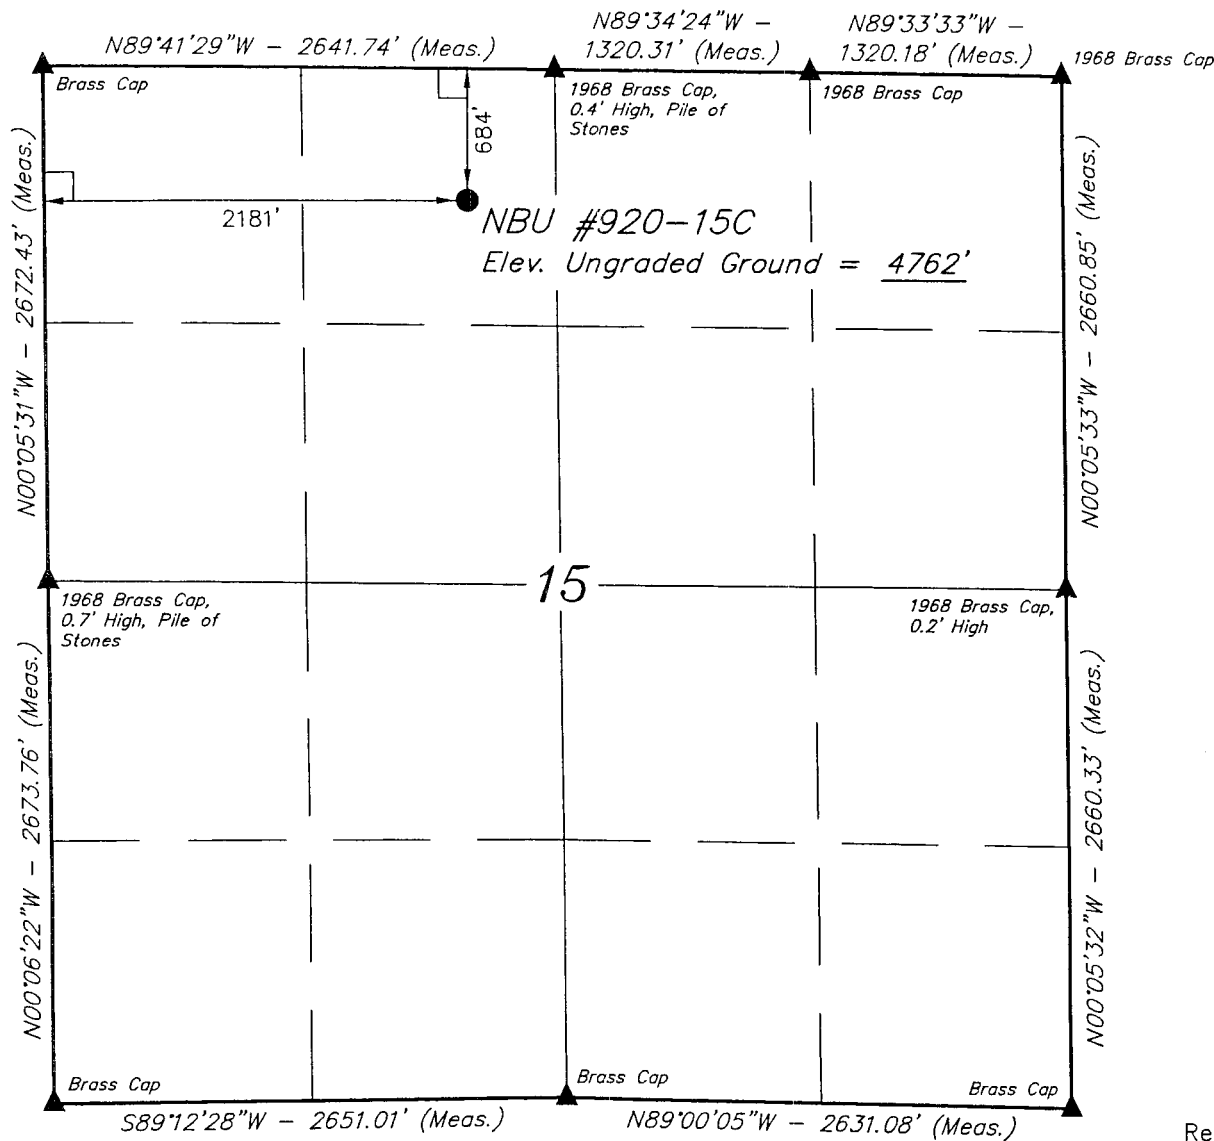 N89°41'29"W - 2641.74' (Meas.)
N89°34'24"W -
1320.31' (Meas.)
N89°33'33"W -
1320.18' (Meas.)
1968 Brass Cap
Brass Cap
1968 Brass Cap,
0.4' High, Pile of
Stones
1968 Brass Cap
684'
2181'
NBU #920-15C
Elev. Ungraded Ground = 4762'
N00°05'31"W - 2672.43' (Meas.)
N00°05'33"W - 2660.85' (Meas.)
15
1968 Brass Cap,
0.7' High, Pile of
Stones
1968 Brass Cap,
0.2' High
N00°06'22"W - 2673.76' (Meas.)
N00°05'32"W - 2660.33' (Meas.)
Brass Cap
Brass Cap
Brass Cap
S89°12'28"W - 2651.01' (Meas.)
N89°00'05"W - 2631.08' (Meas.)
Re